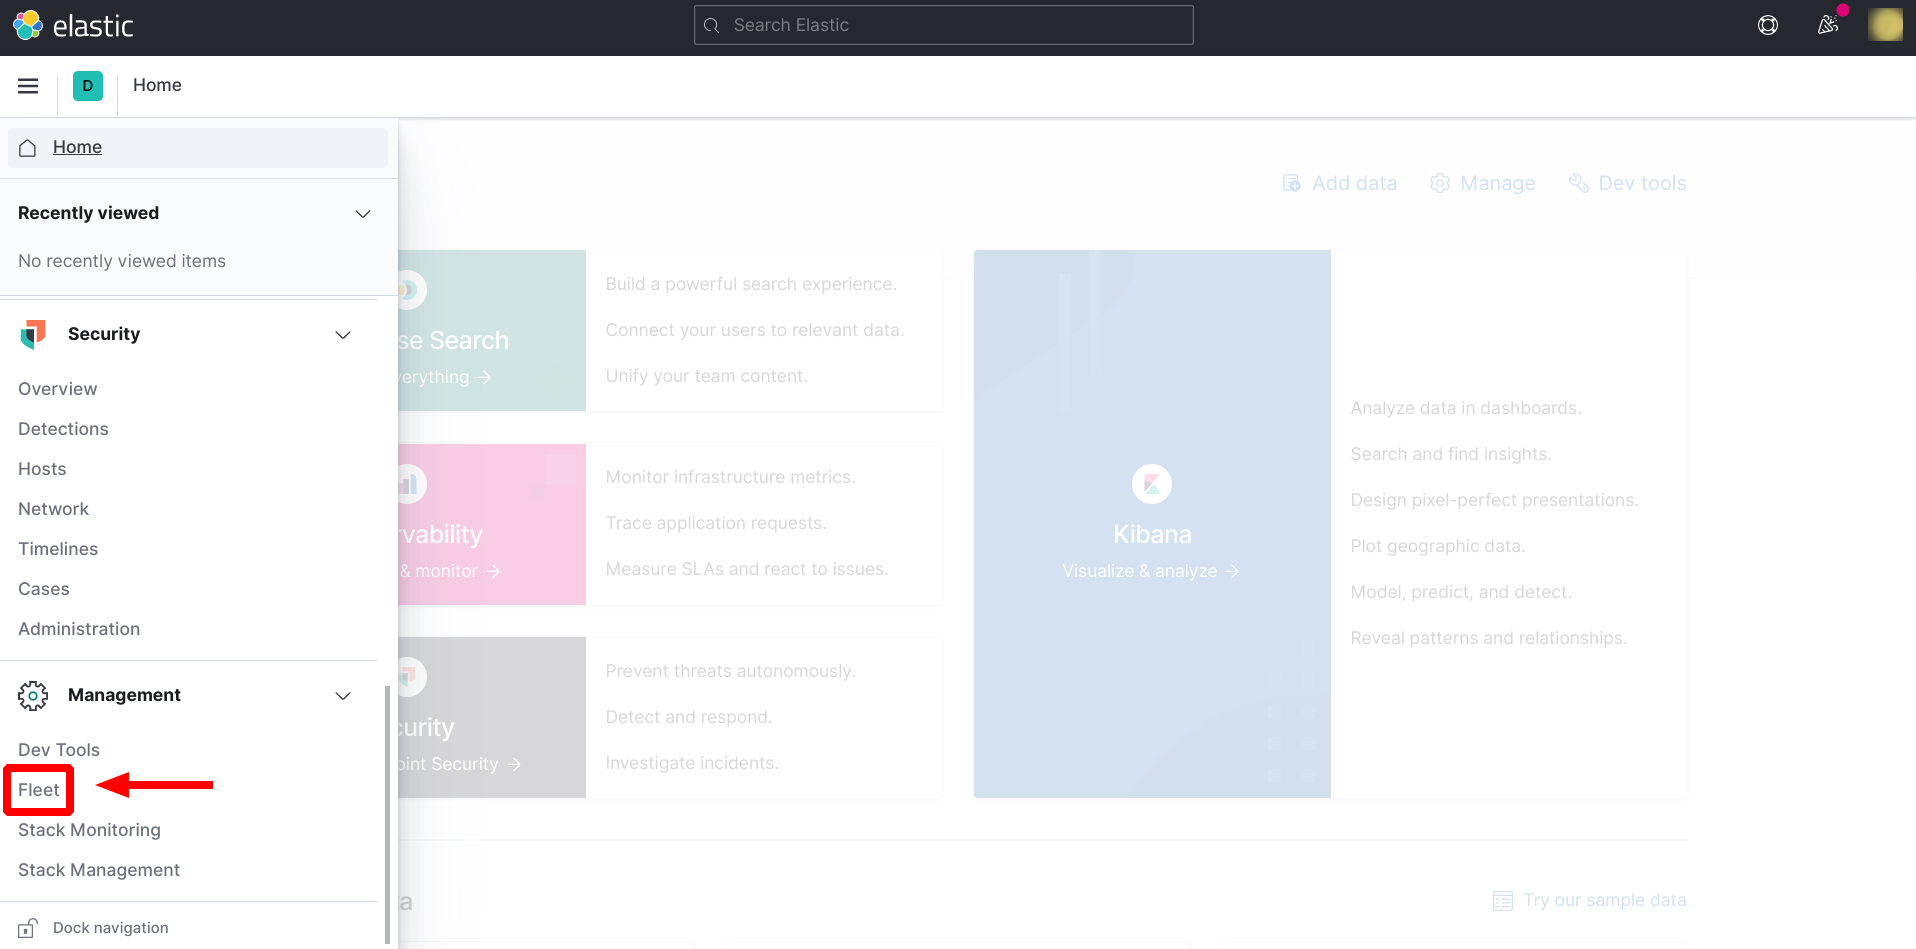 elastic
Search Elastic
D
Home
Home
Recently viewed
No recently viewed items
Security
Overview
Detections
Hosts
Network
Timelines
Cases
Administration
Management
Dev Tools
Fleet
Stack Monitoring
Stack Management
Dock navigation
Add data
Manage
Dev tools
se Search
verything →
Build a powerful search experience.
Connect your users to relevant data.
Unify your team content.
rvability
& monitor →
Monitor infrastructure metrics.
Trace application requests.
Measure SLAs and react to issues.
curity
oint Security →
Prevent threats autonomously.
Detect and respond.
Investigate incidents.
Kibana
Visualize & analyze →
Analyze data in dashboards.
Search and find insights.
Design pixel-perfect presentations.
Plot geographic data.
Model, predict, and detect.
Reveal patterns and relationships.
a
Try our sample data